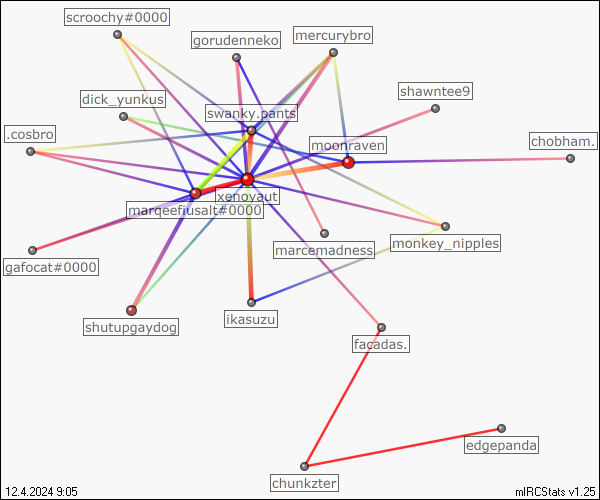 scroochy#0000
gorudenneko
mercurybro
shawntee9
dick_yunkus
swanky.pants
.cosbro
moonraven
chobham.
xenovaut
marqeefiusalt#0000
marcemadness
monkey_nipples
gafocat#0000
ikasuzu
shutupgaydog
facadas.
edgepanda
chunkzter
12.4.2024 9:05
mIRCStats v1.25